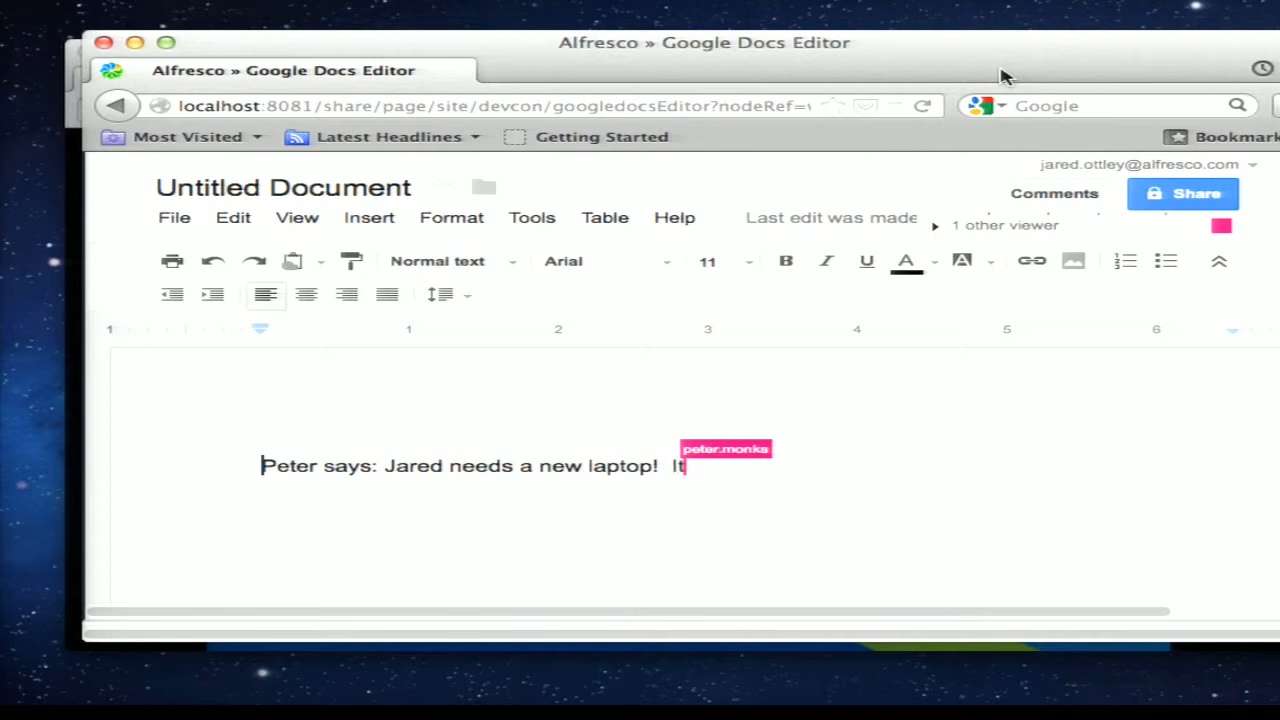 Alfresco » Google Docs Editor
Alfresco » Google Docs Editor
localhost:8081/share/page/site/devcon/googledocsEditor?nodeRef=
Google
Most Visited
Latest Headlines
Getting Started
Bookmark
jared.ottley@alfresco.com
Untitled Document
Comments
Share
File Edit View Insert Format Tools Table Help
Last edit was made
1 other viewer
Normal text
Arial
11
B I U A A
1 1 2 3 4 5 6
peter.monks
Peter says: Jared needs a new laptop! It